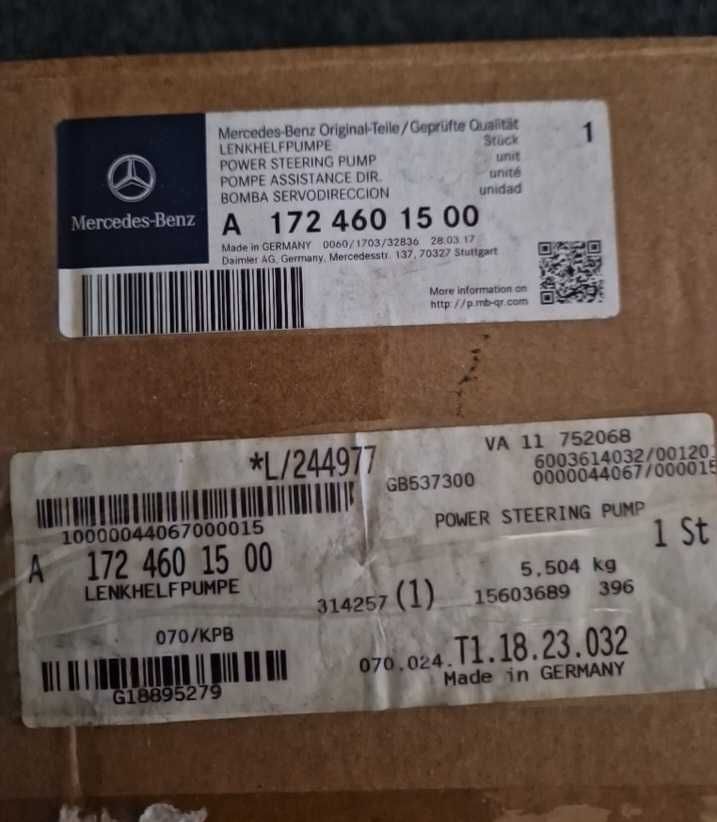 Mercedes-Benz
Mercedes-Benz Original-Teile/Geprüfte Qualität 1
LENKHELFPUMPE Stück
POWER STEERING PUMP unit
POMPE ASSISTANCE DIR. unité
BOMBA SERVODIRECCION unidad
A 172 460 15 00
Made in GERMANY 0060/1703/32836 28.03.17
Daimler AG, Germany, Mercedesstr. 137, 70327 Stuttgart
More information on
http://p.mb-qr.com
*L/244977 VA 11 752068
GB537300 6003614032/00120
0000044067/000015
10000044067000015
POWER STEERING PUMP
A 172 460 15 00 1 St
LENKHELFPUMPE 5,504 kg
314257 (1) 15603689 396
070/KPB
070.024.T1.18.23.032
Made in GERMANY
G18895279